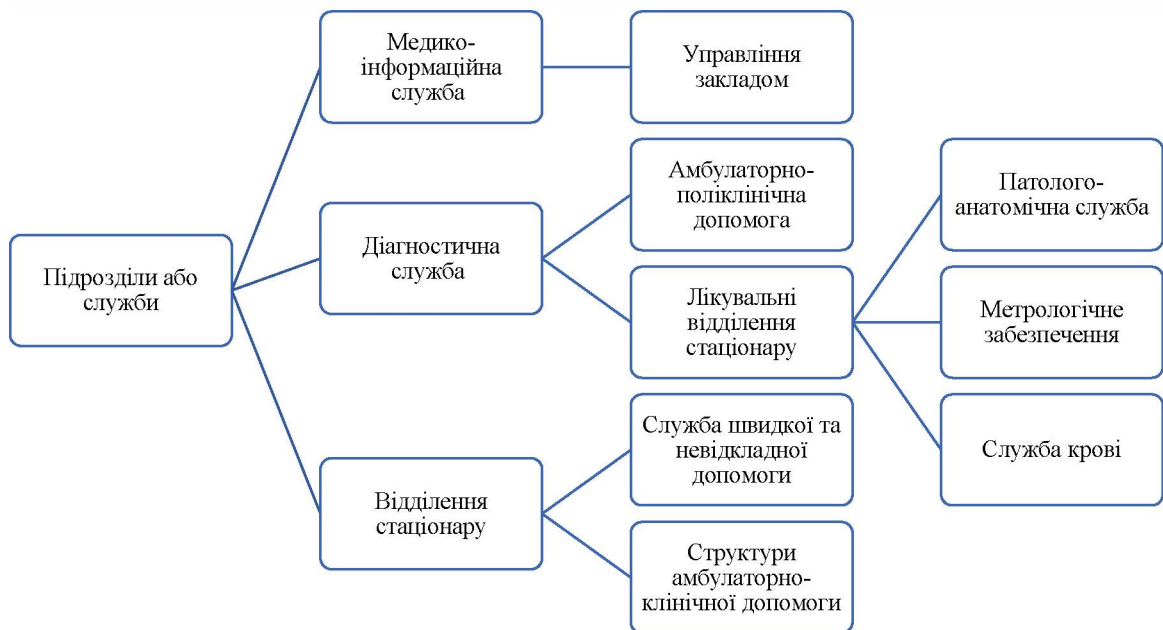 Медико-
інформаційна
служба
Управління
закладом
Амбулаторно-
поліклінічна
допомога
Патолого-
анатомічна служба
Підрозділи або
служби
Діагностична
служба
Лікувальні
відділення
стаціонару
Метрологічне
забезпечення
Служба швидкої та
невідкладної
допомоги
Служба крові
Відділення
стаціонару
Структури
амбулаторно-
клінічної допомоги